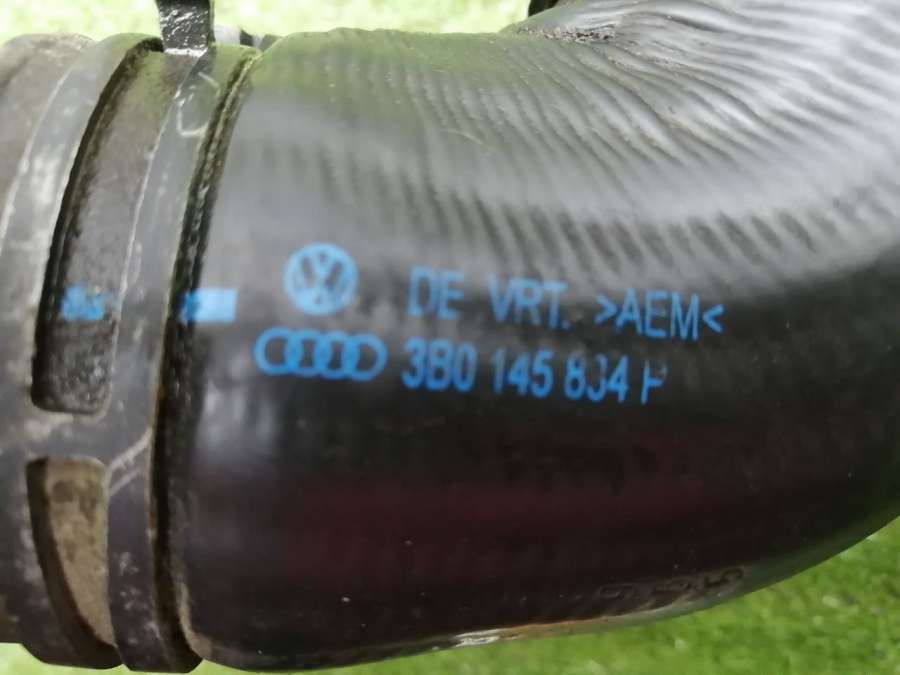 DE VRT. >AEM<
3B0 145 834